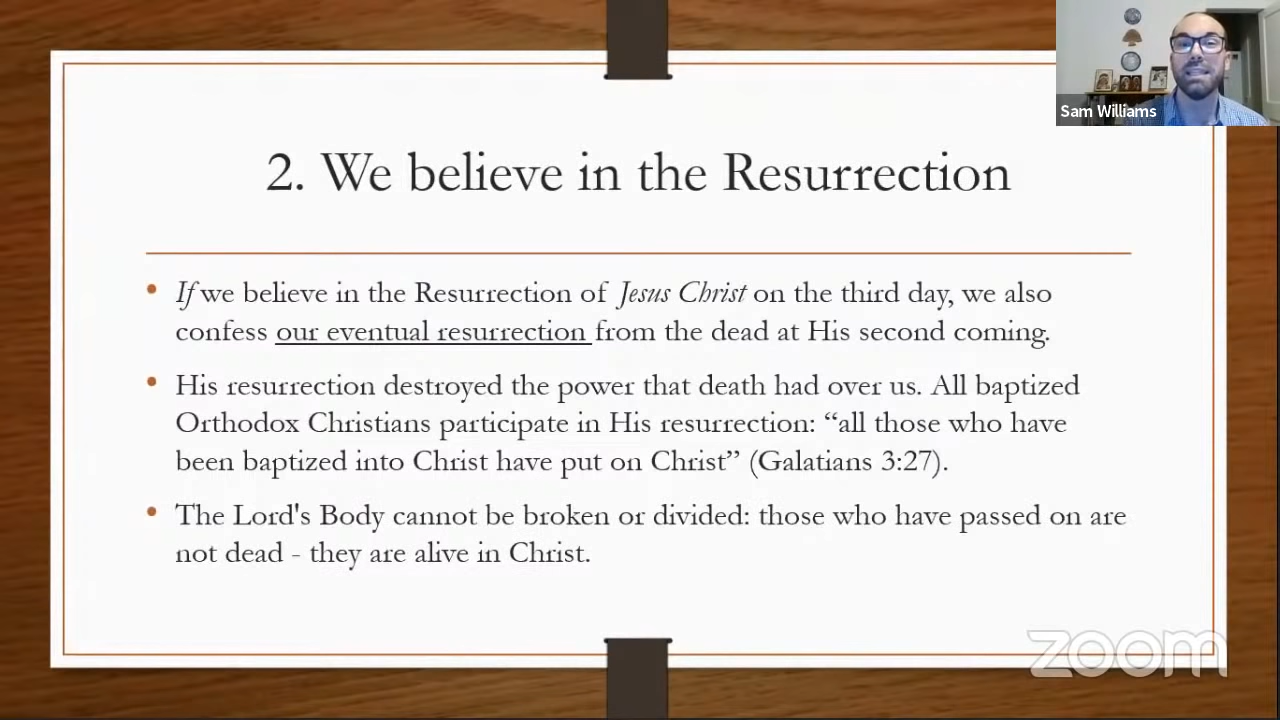 Sam Williams
2. We believe in the Resurrection
• If we believe in the Resurrection of Jesus Christ on the third day, we also
confess our eventual resurrection from the dead at His second coming.
• His resurrection destroyed the power that death had over us. All baptized
Orthodox Christians participate in His resurrection: “all those who have
been baptized into Christ have put on Christ” (Galatians 3:27).
• The Lord's Body cannot be broken or divided: those who have passed on are
not dead - they are alive in Christ.
zoom